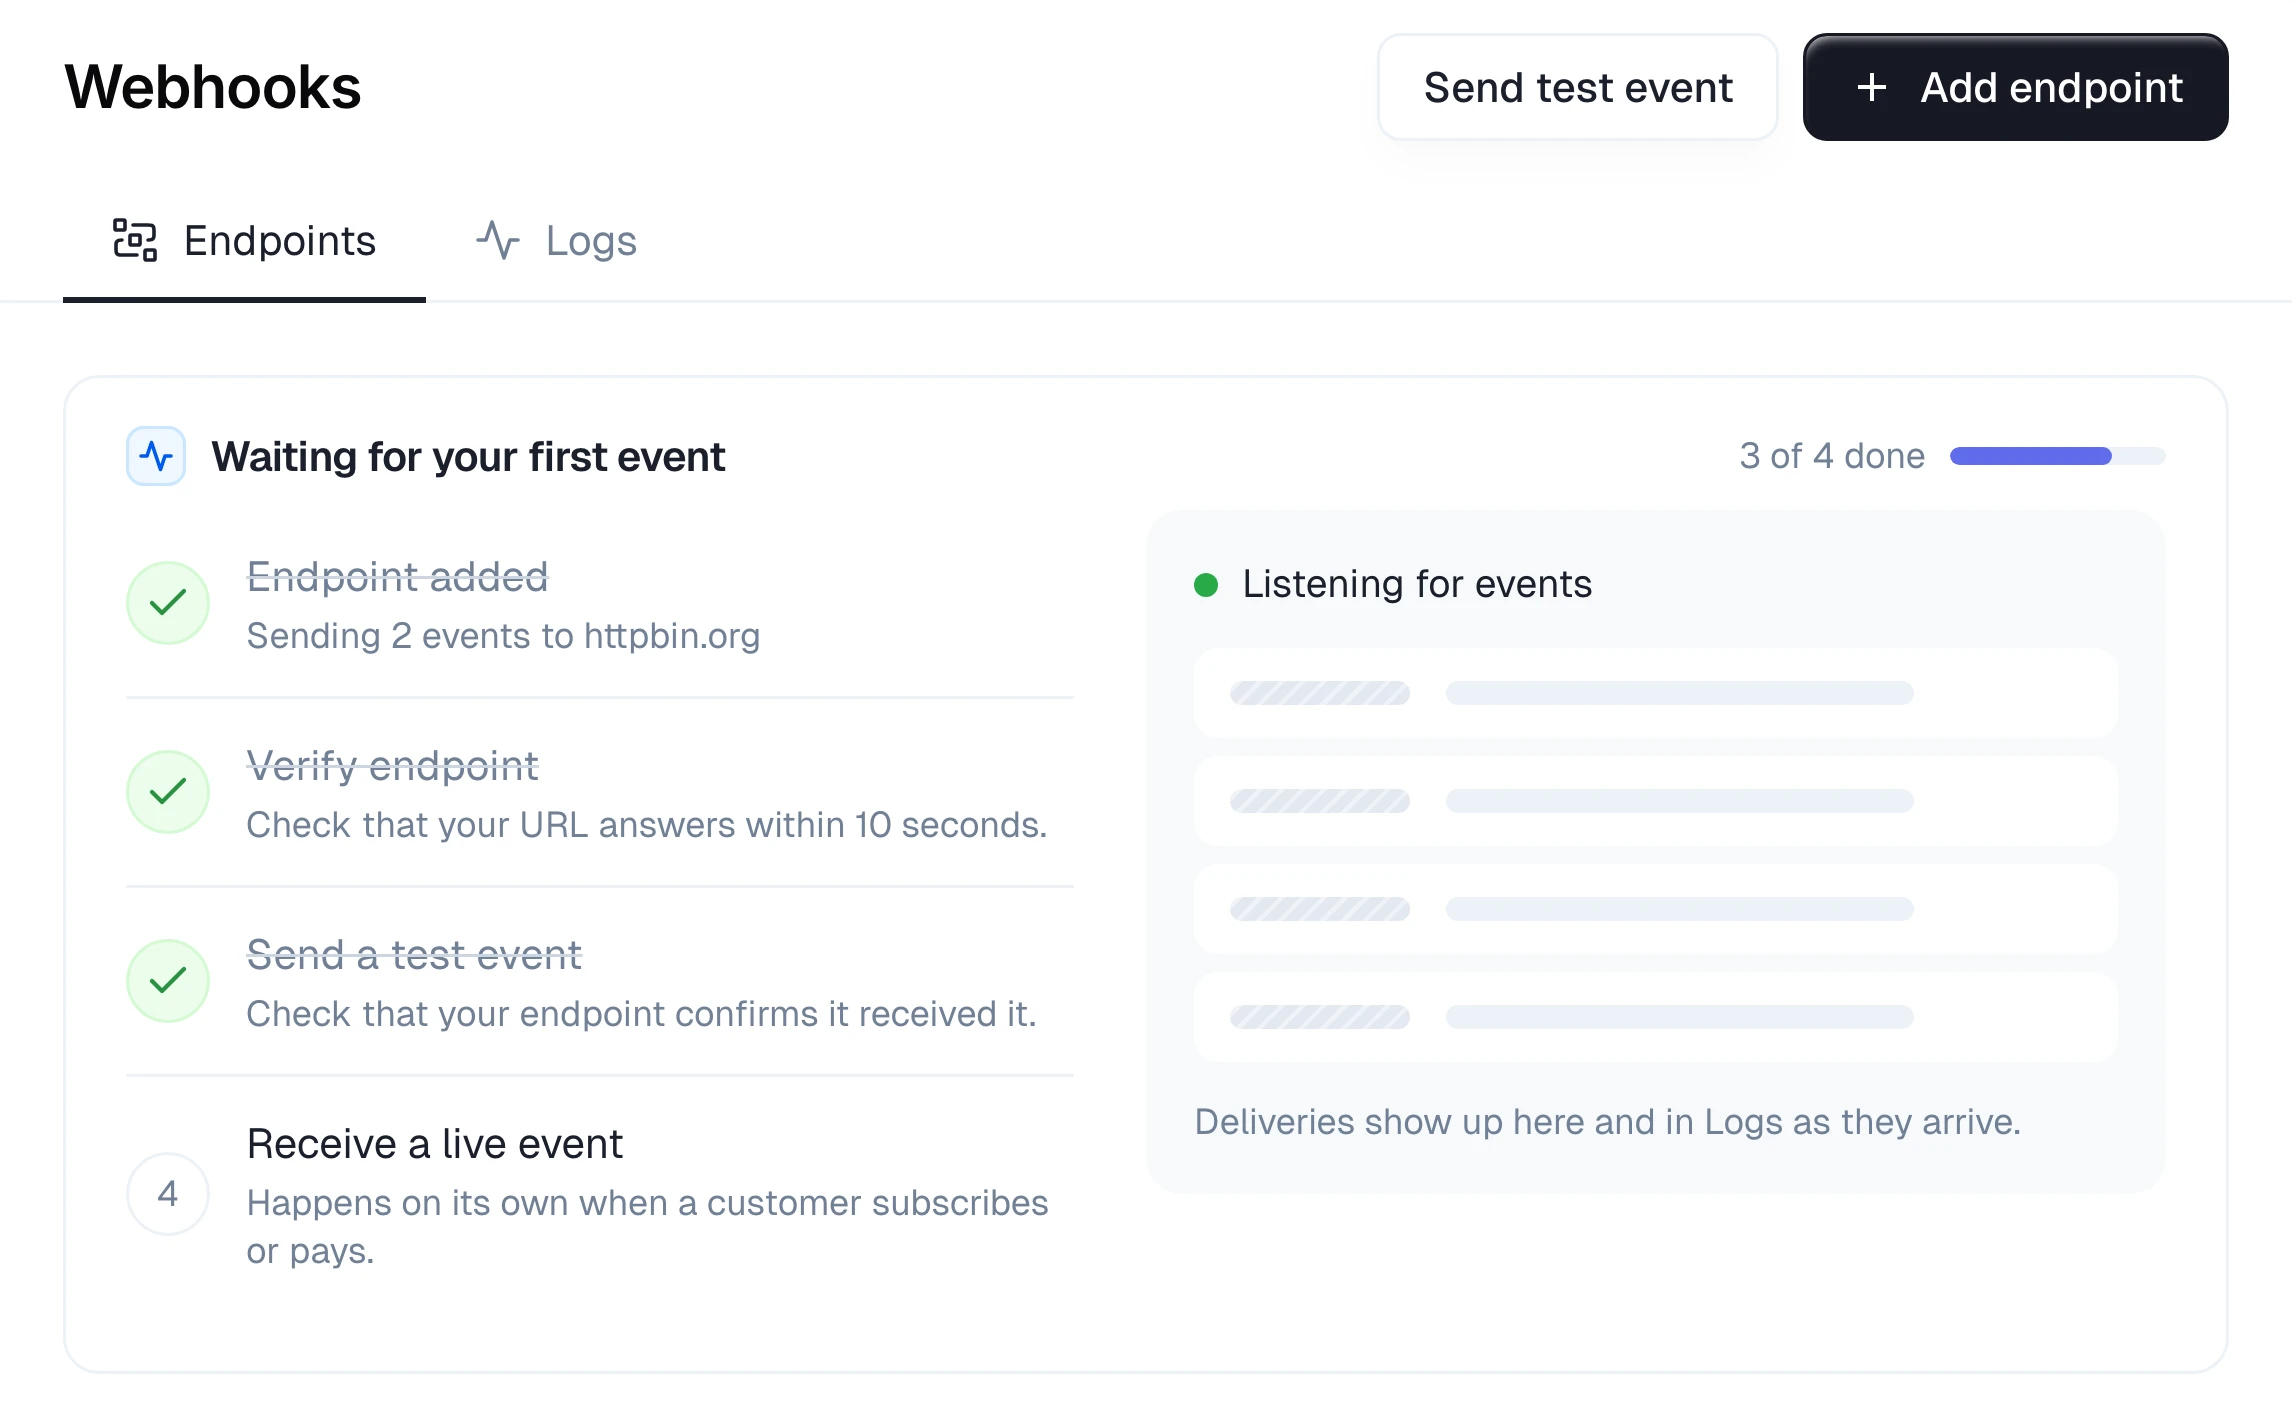 Webhooks
Send test event
Add endpoint
Endpoints
Logs
Waiting for your first event
3 of 4 done
Endpoint added
Sending 2 events to httpbin.org
Verify endpoint
Check that your URL answers within 10 seconds.
Send a test event
Check that your endpoint confirms it received it.
4
Receive a live event
Happens on its own when a customer subscribes
or pays.
Listening for events
Deliveries show up here and in Logs as they arrive.